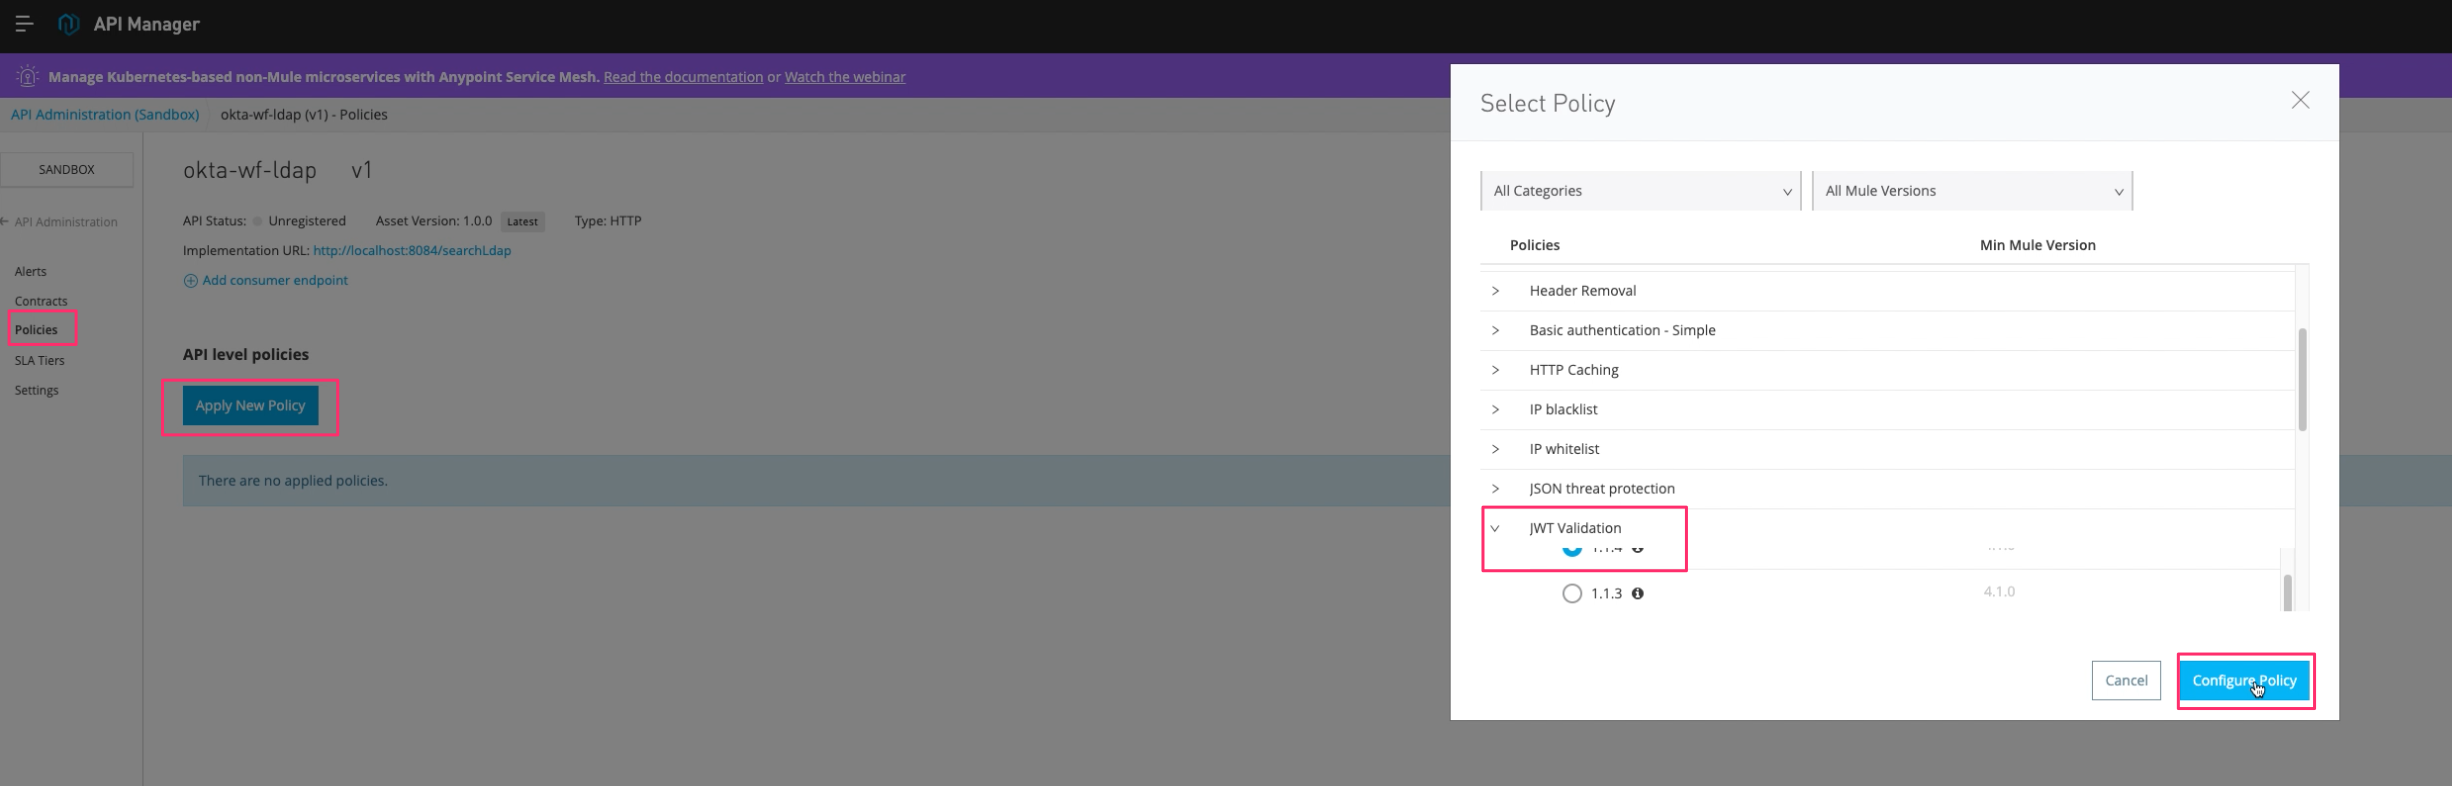 API Manager
Manage Kubernetes-based non-Mule microservices with Anypoint Service Mesh. Read the documentation or Watch the webinar
API Administration (Sandbox) okta-wf-ldap (v1) - Policies
SANDBOX
API Administration
Alerts
Contracts
Policies
SLA Tiers
Settings
okta-wf-ldap v1
API Status: Unregistered Asset Version: 1.0.0 Latest Type: HTTP
Implementation URL: http://localhost:8084/searchLdap
Add consumer endpoint
API level policies
Apply New Policy
There are no applied policies.
Select Policy
All Categories All Mule Versions
Policies Min Mule Version
Header Removal
Basic authentication - Simple
HTTP Caching
IP blacklist
IP whitelist
JSON threat protection
JWT Validation
1.1.4
1.1.3 4.1.0
Cancel Configure Policy